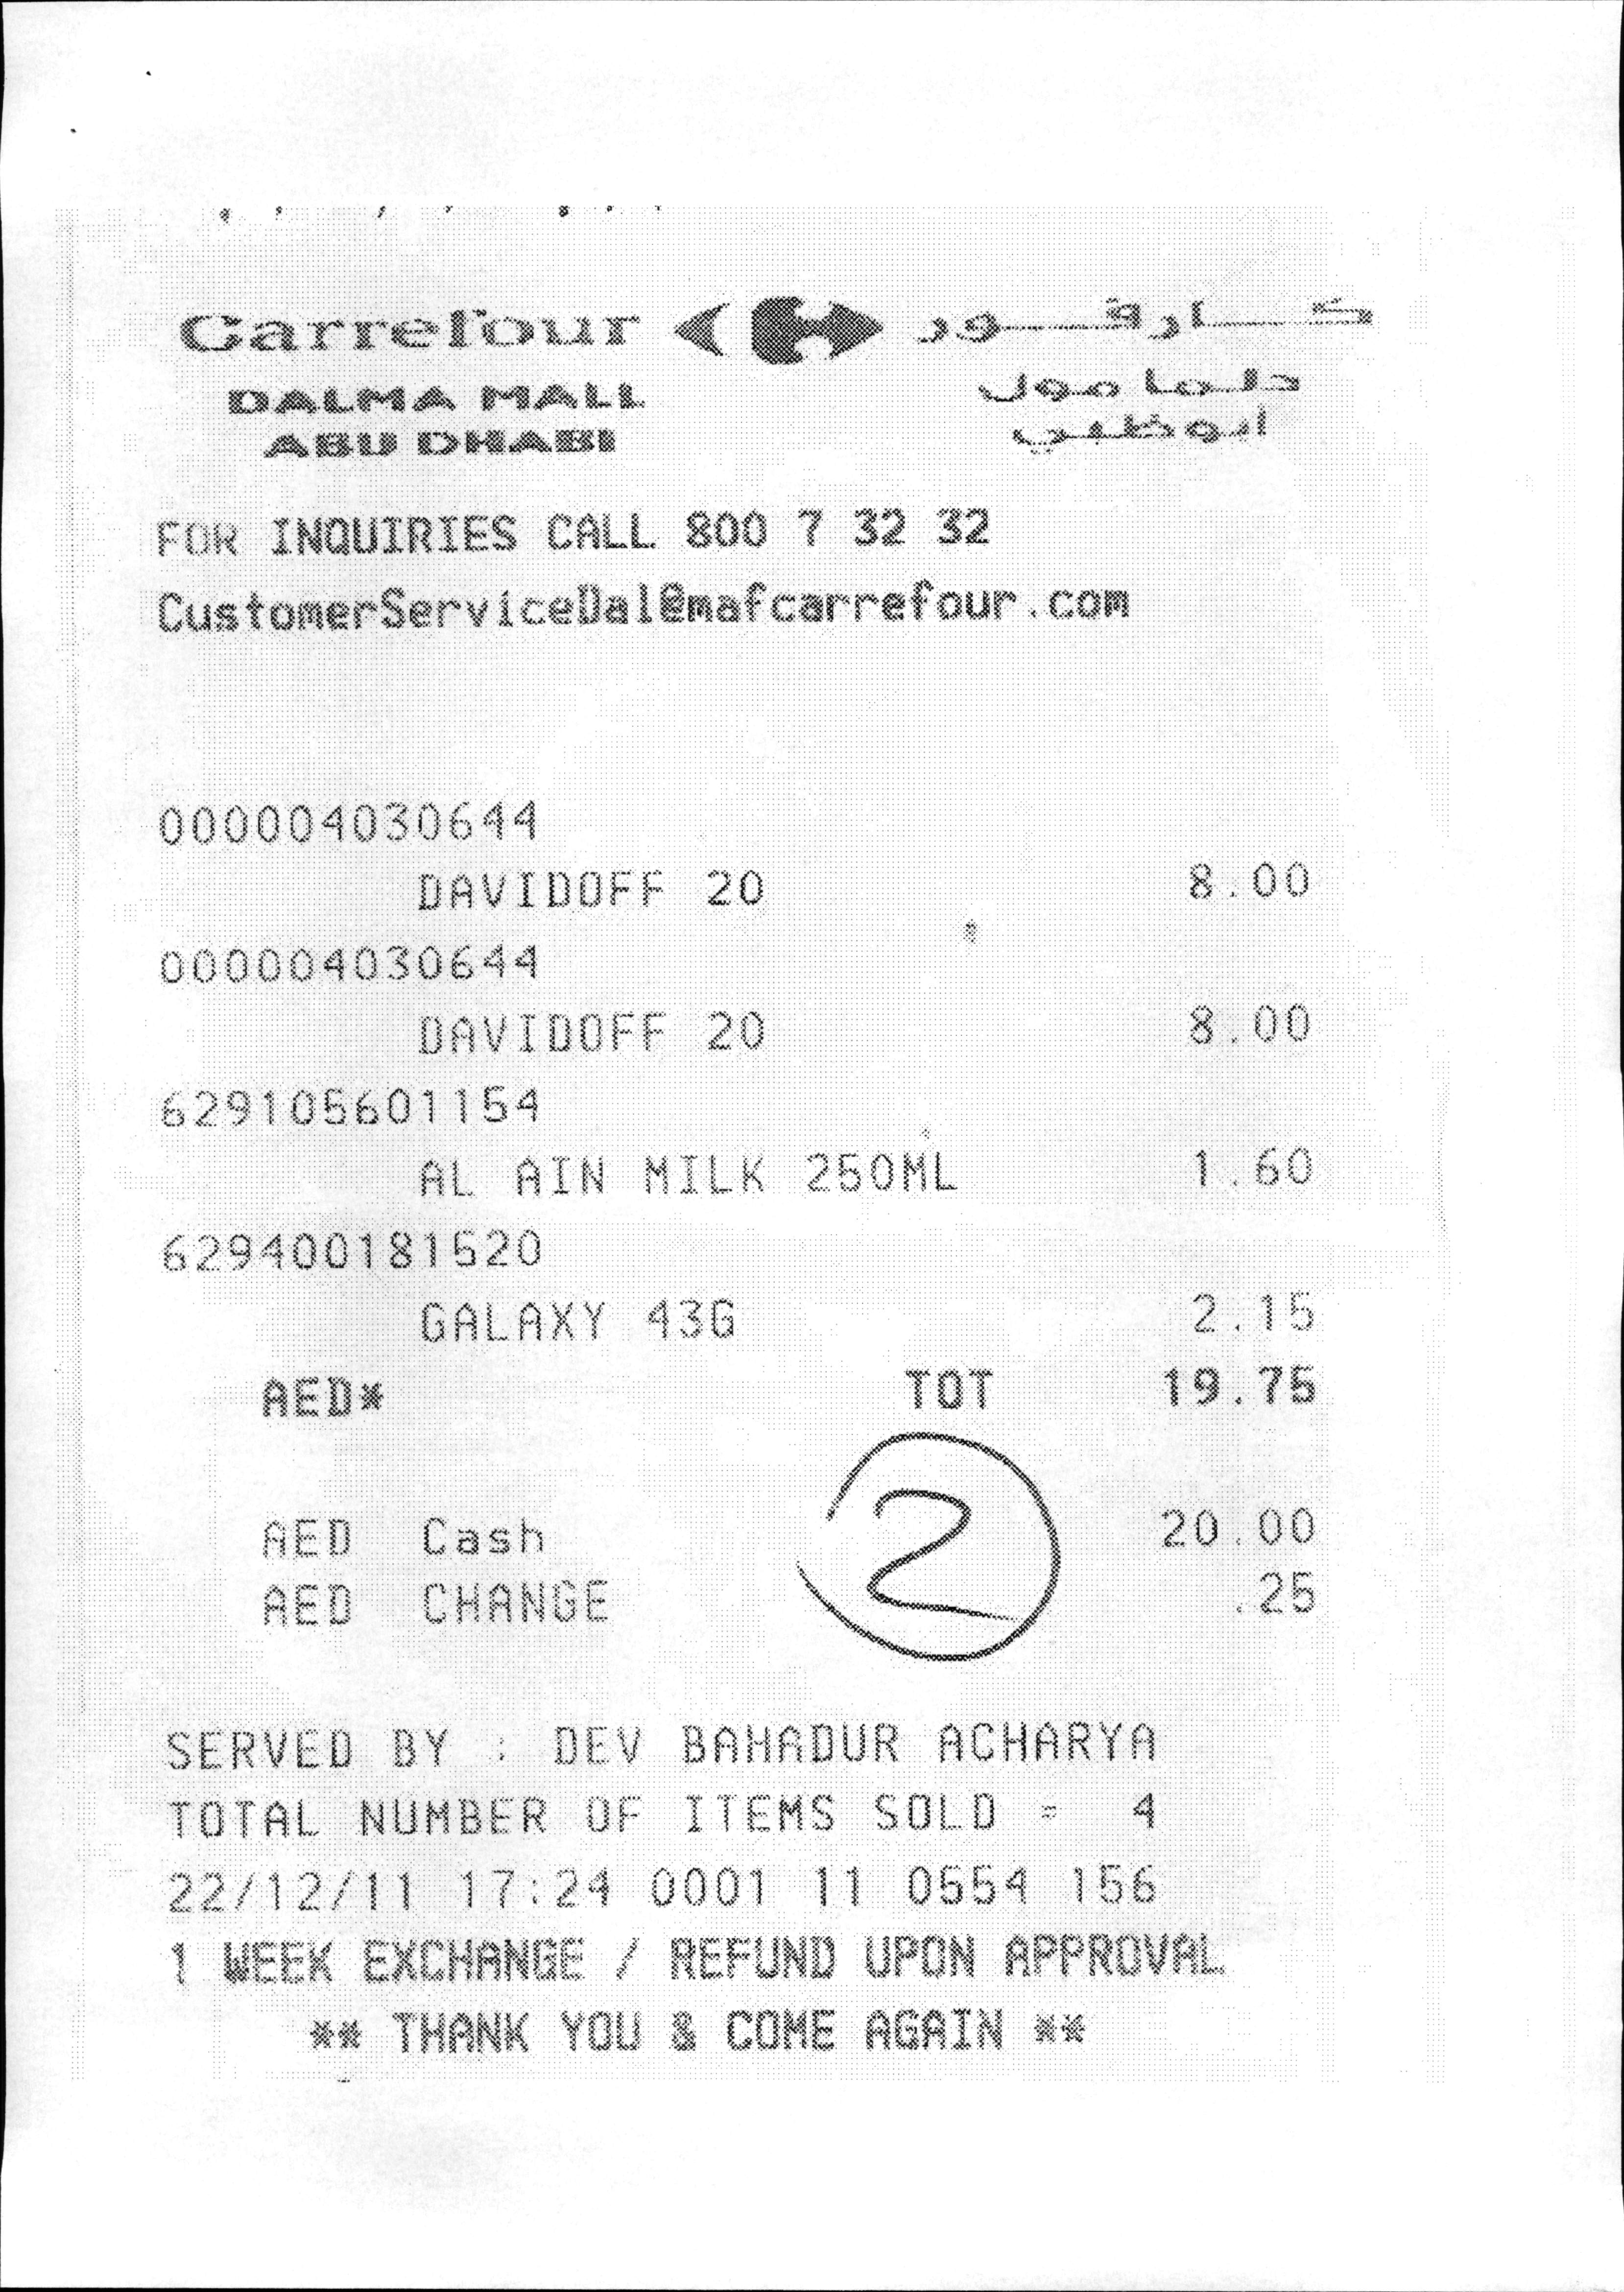 Carrefour كارفور
DALMA MALL دلما مول
ABU DHABI ابوظبي
FOR INQUIRIES CALL 800 7 32 32
CustomerServiceDal@mafcarrefour.com
000004030644
DAVIDOFF 20 8.00
000004030644
DAVIDOFF 20 8.00
629105601154
AL AIN MILK 250ML 1.60
629400181520
GALAXY 43G 2.15
AED* TOT 19.75
2
AED Cash 20.00
AED CHANGE .25
SERVED BY : DEV BAHADUR ACHARYA
TOTAL NUMBER OF ITEMS SOLD = 4
22/12/11 17:24 0001 11 0554 156
1 WEEK EXCHANGE / REFUND UPON APPROVAL
** THANK YOU & COME AGAIN **